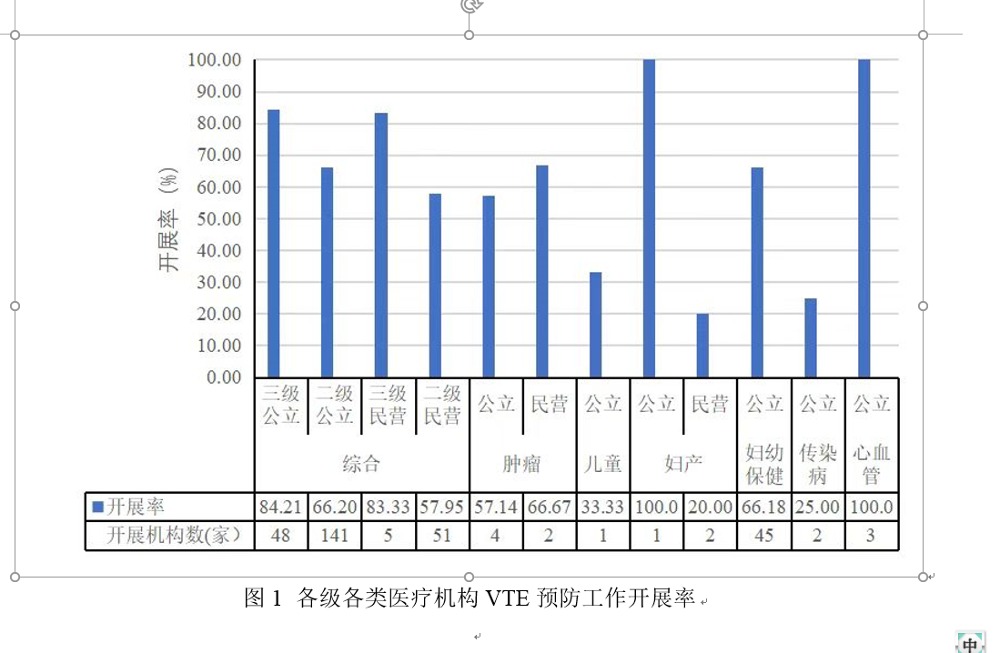 100.00
90.00
80.00
70.00
60.00
50.00
40.00
30.00
20.00
10.00
0.00
开展率（%）
三级公立 二级公立 三级民营 二级民营 公立 民营 公立 公立 民营 公立 公立 公立
综合 肿瘤 儿童 妇产 妇幼保健 传染病 心血管
开展率 84.21 66.20 83.33 57.95 57.14 66.67 33.33 100.0 20.00 66.18 25.00 100.0
开展机构数(家） 48 141 5 51 4 2 1 1 2 45 2 3
图 1 各级各类医疗机构 VTE 预防工作开展率
中